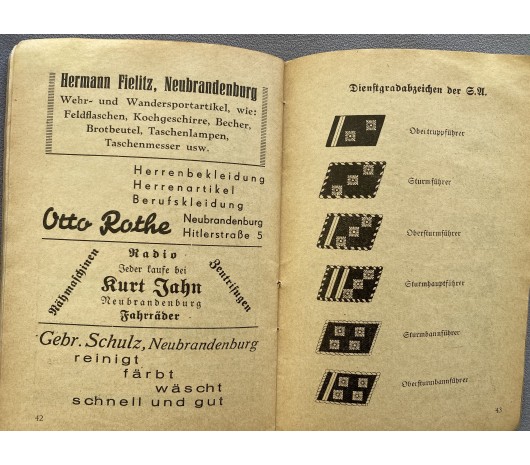 Hermann Fielitz, Neubrandenburg
Wehr- und Wandersportartikel, wie:
Feldflaschen, Kochgeschirre, Becher,
Brotbeutel, Taschenlampen,
Taschenmesser usw.
Herrenbekleidung
Herrenartikel
Berufskleidung
Otto Rothe Neubrandenburg
Hitlerstraße 5
Nähmaschinen
Radio
Jeder kaufe bei
Kurt Jahn
Neubrandenburg
Fahrräder
Zentrifugen
Gebr. Schulz, Neubrandenburg
reinigt
färbt
wäscht
schnell und gut
42
Dienstgradabzeichen der S.A.
Obertruppführer
Sturmführer
Obersturmführer
Sturmhauptführer
Sturmbannführer
Obersturmbannführer
43